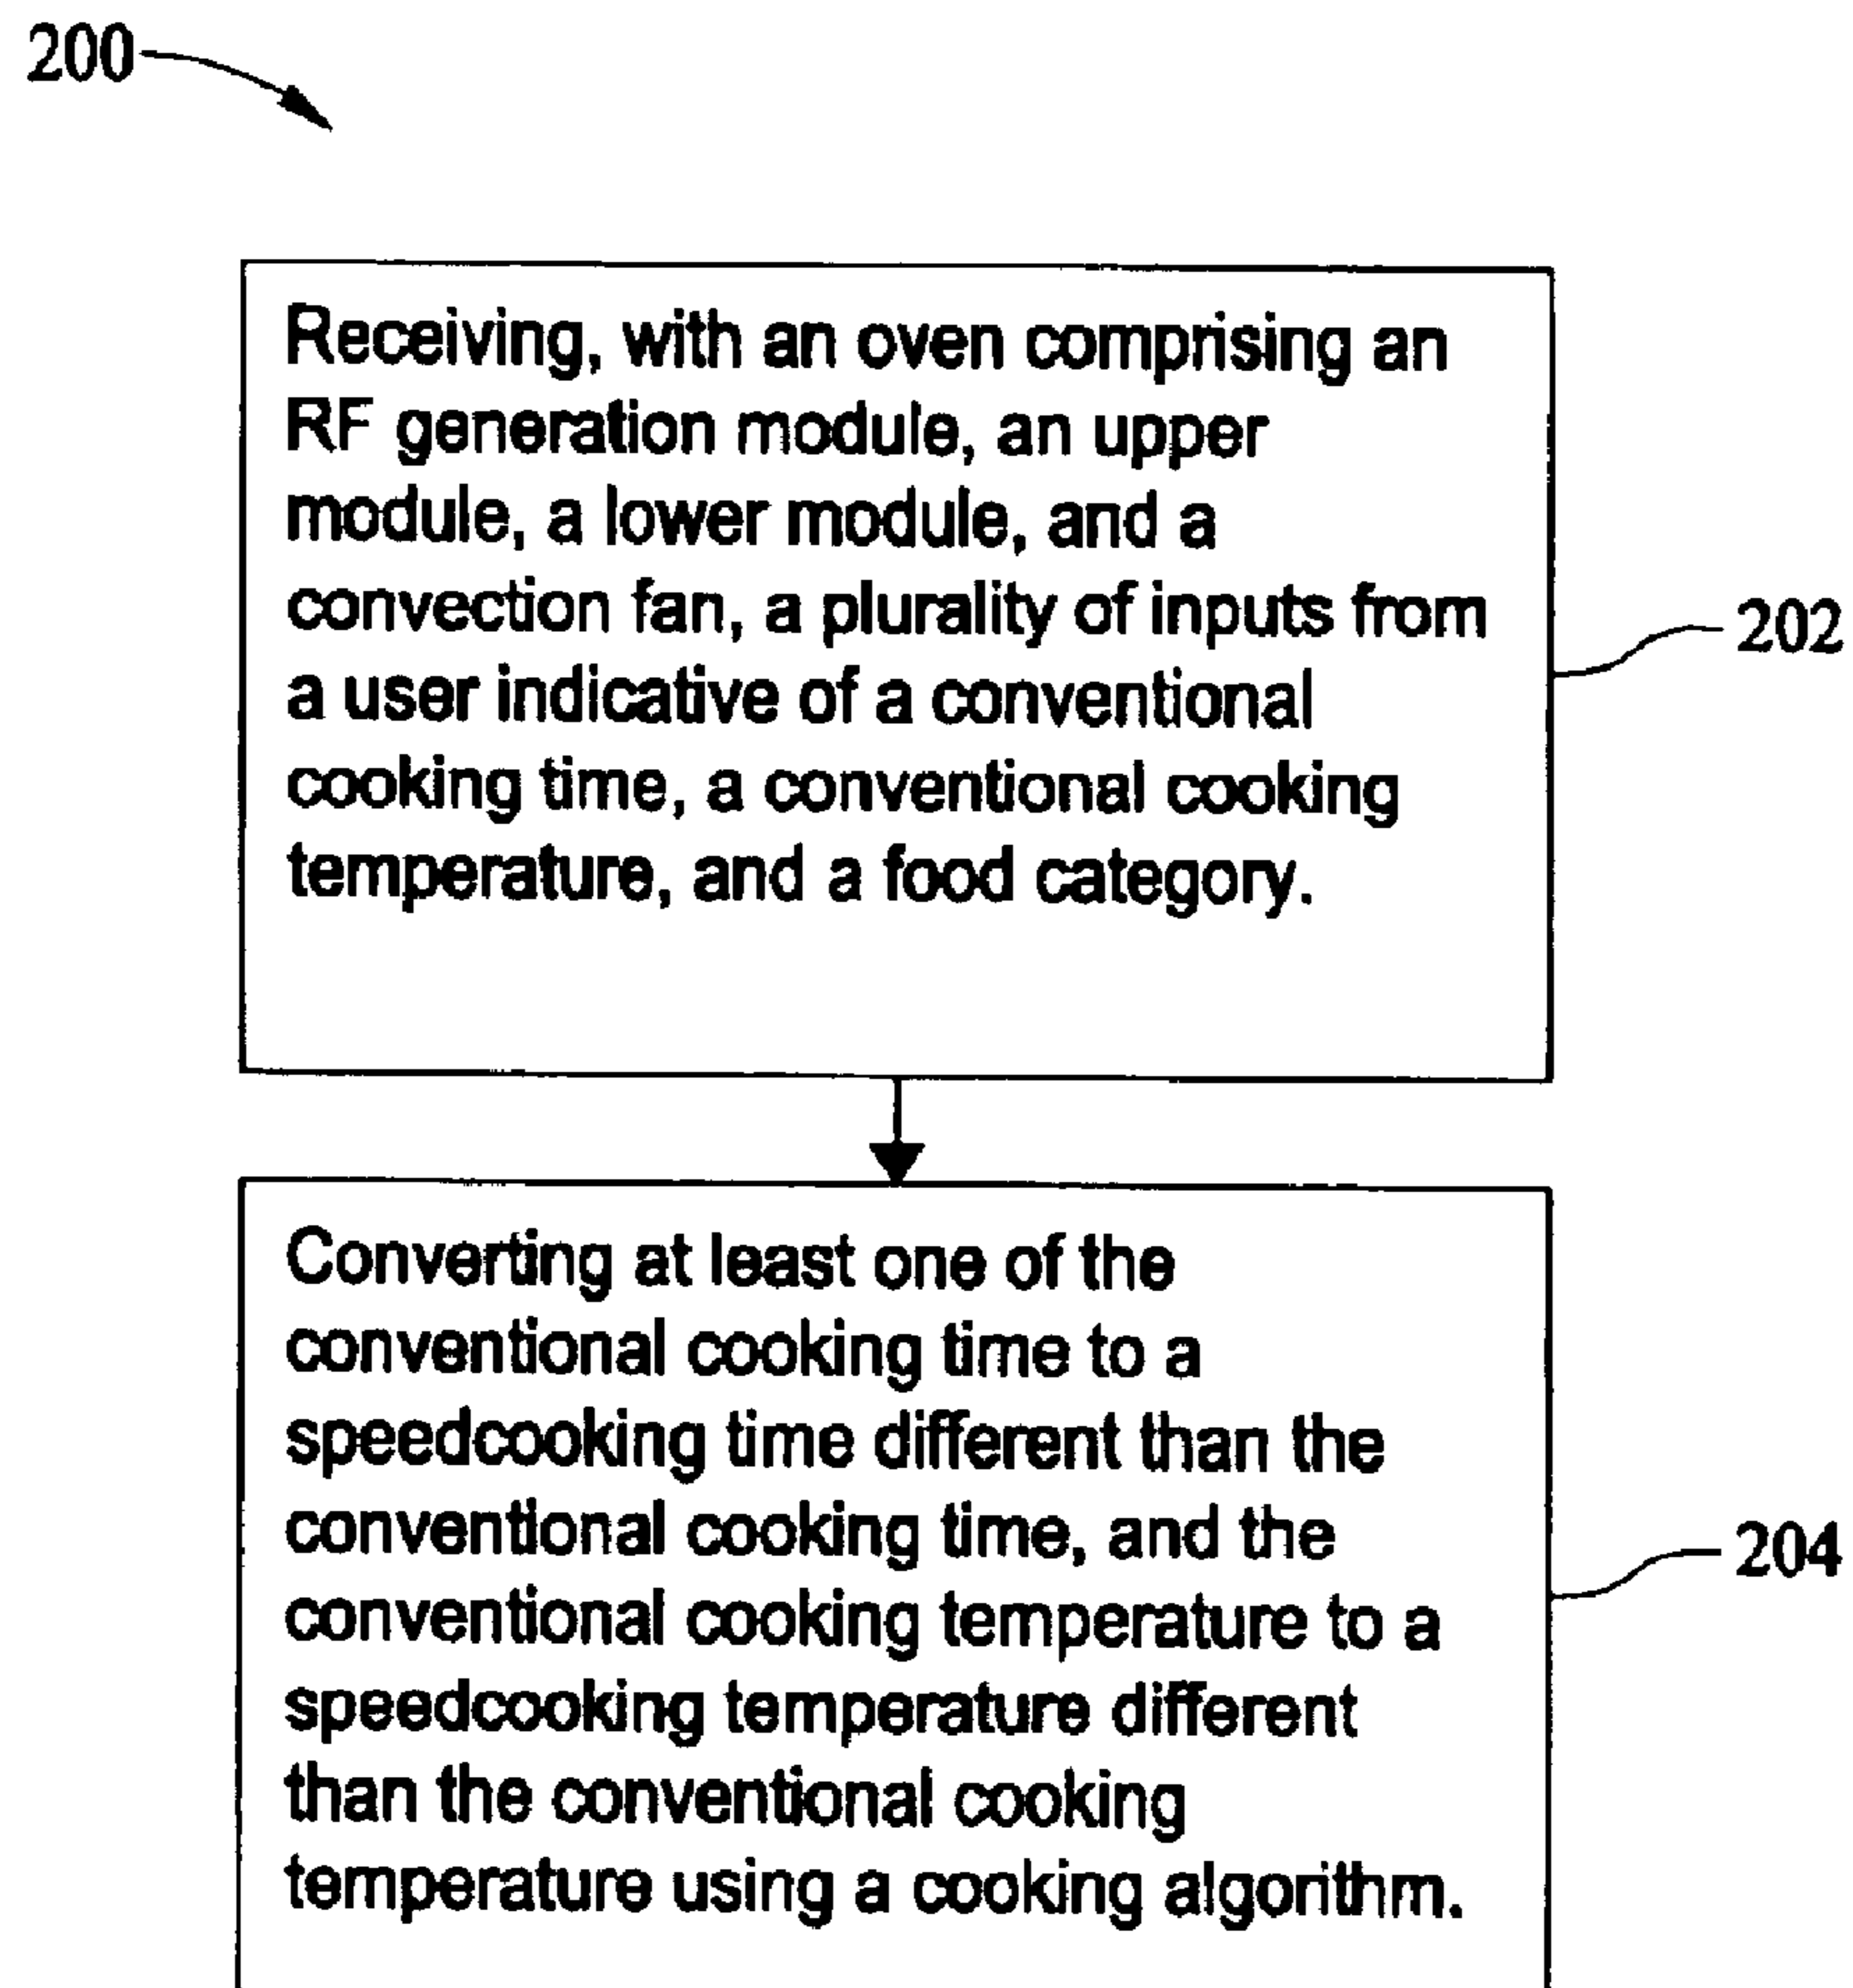 200
Receiving, with an oven comprising an
RF generation module, an upper
module, a lower module, and a
convection fan, a plurality of inputs from
a user indicative of a conventional
cooking time, a conventional cooking
temperature, and a food category.
202
Converting at least one of the
conventional cooking time to a
speedcooking time different than the
conventional cooking time, and the
conventional cooking temperature to a
speedcooking temperature different
than the conventional cooking
temperature using a cooking algorithm.
204